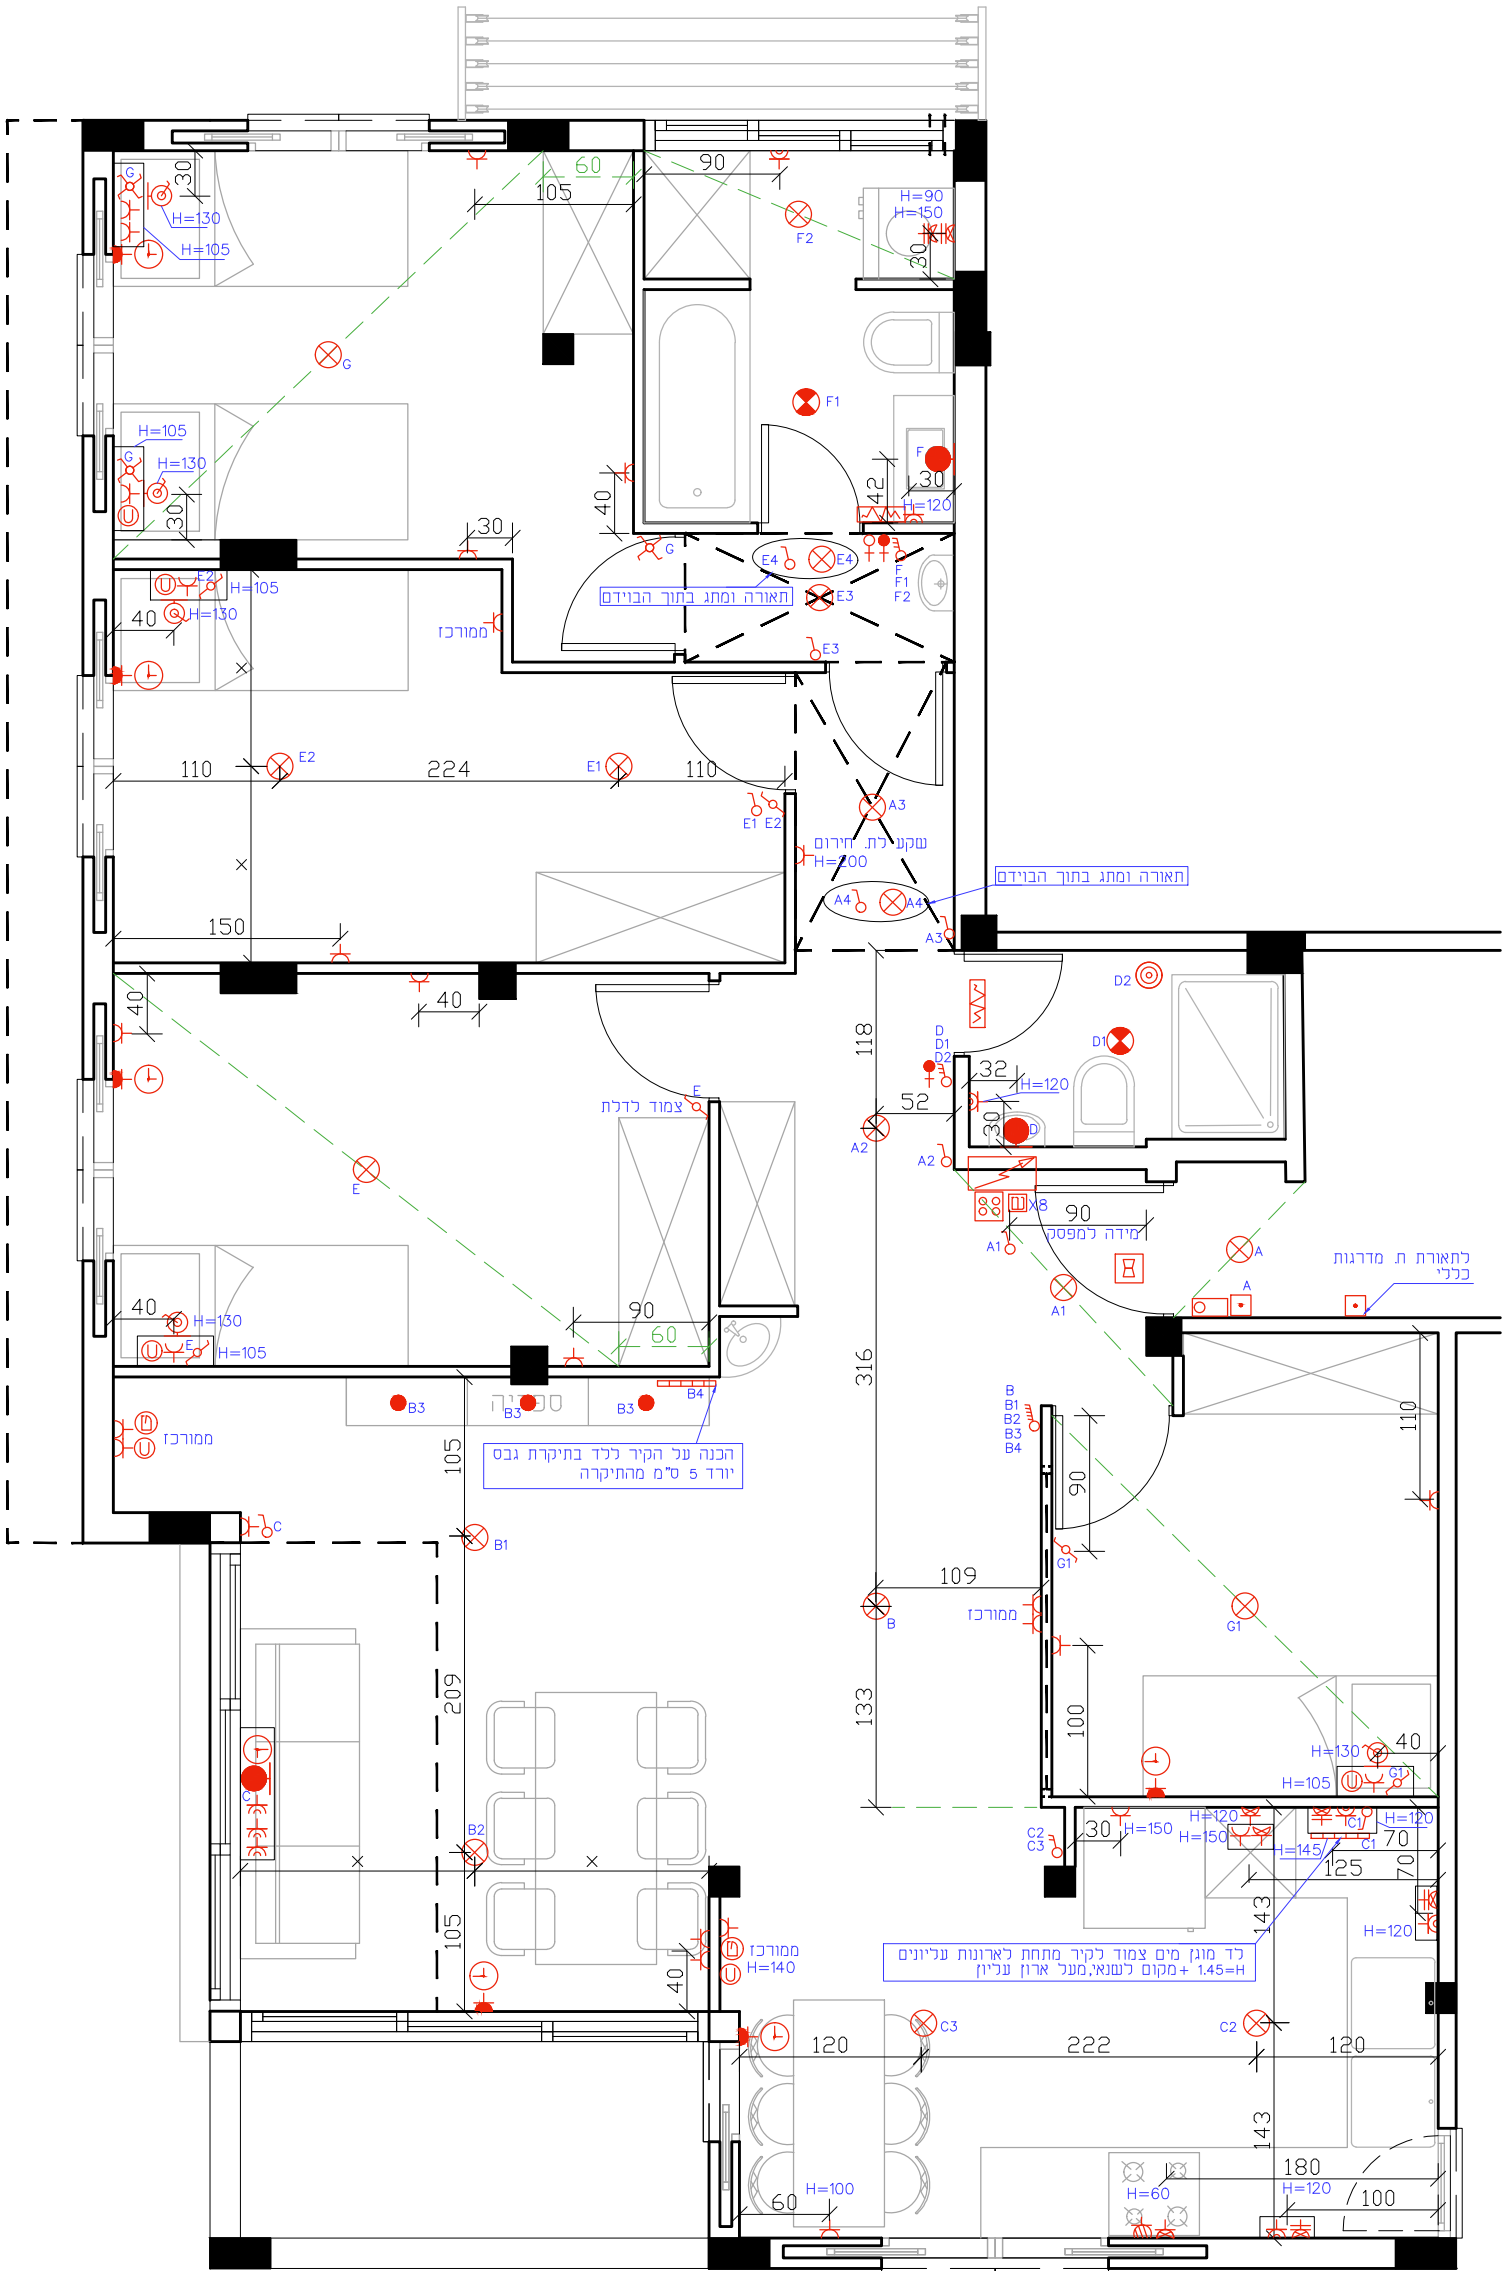 60
90
30
G
105
H=90
H=150
H=130
F2
H=105
30
G
H=105
F1
G
H=130
F
30
40
42
30
H=120
30
G
E4
E4
F
F1
F2
E2
H=105
תאורה ומתג בתוך הבוידם
E3
H=130
40
ממורכז
E3
E2
E1
110
224
110
A3
E1 E2
שקע לת. חירום
H=200
תאורה ומתג בתוך הבוידם
A4
A4
A3
150
40
40
118
D2
D
D1
D2
D1
32
H=120
E
צמוד לדלת
52
30
D
A2
A2
E
X8
90
מידה למפסק
A1
A
לתאורת ח. מדרגות
כללי
A
A1
40
H=130
90
60
E
H=105
316
B4
B3
ספריה
B3
B3
B
B1
B2
B3
B4
110
ממורכז
105
הכנה על הקיר ללד בתיקרת גבס
יורד 5 ס"מ מהתיקרה
90
C
B1
G1
109
ממורכז
B
G1
209
133
100
H=130
40
C
H=105
G1
B2
C2
C3
30
H=150
H=120
H=150
C1
H=120
C1
70
H=145
125
70
105
143
H=120
ממורכז
H=140
לד מוגן מים צמוד לקיר מתחת לארונות עליונים
H=1.45 + מקום לשנאי,מעל ארון עליון
40
C3
C2
120
222
120
143
180
H=100
H=60
H=120
60
100